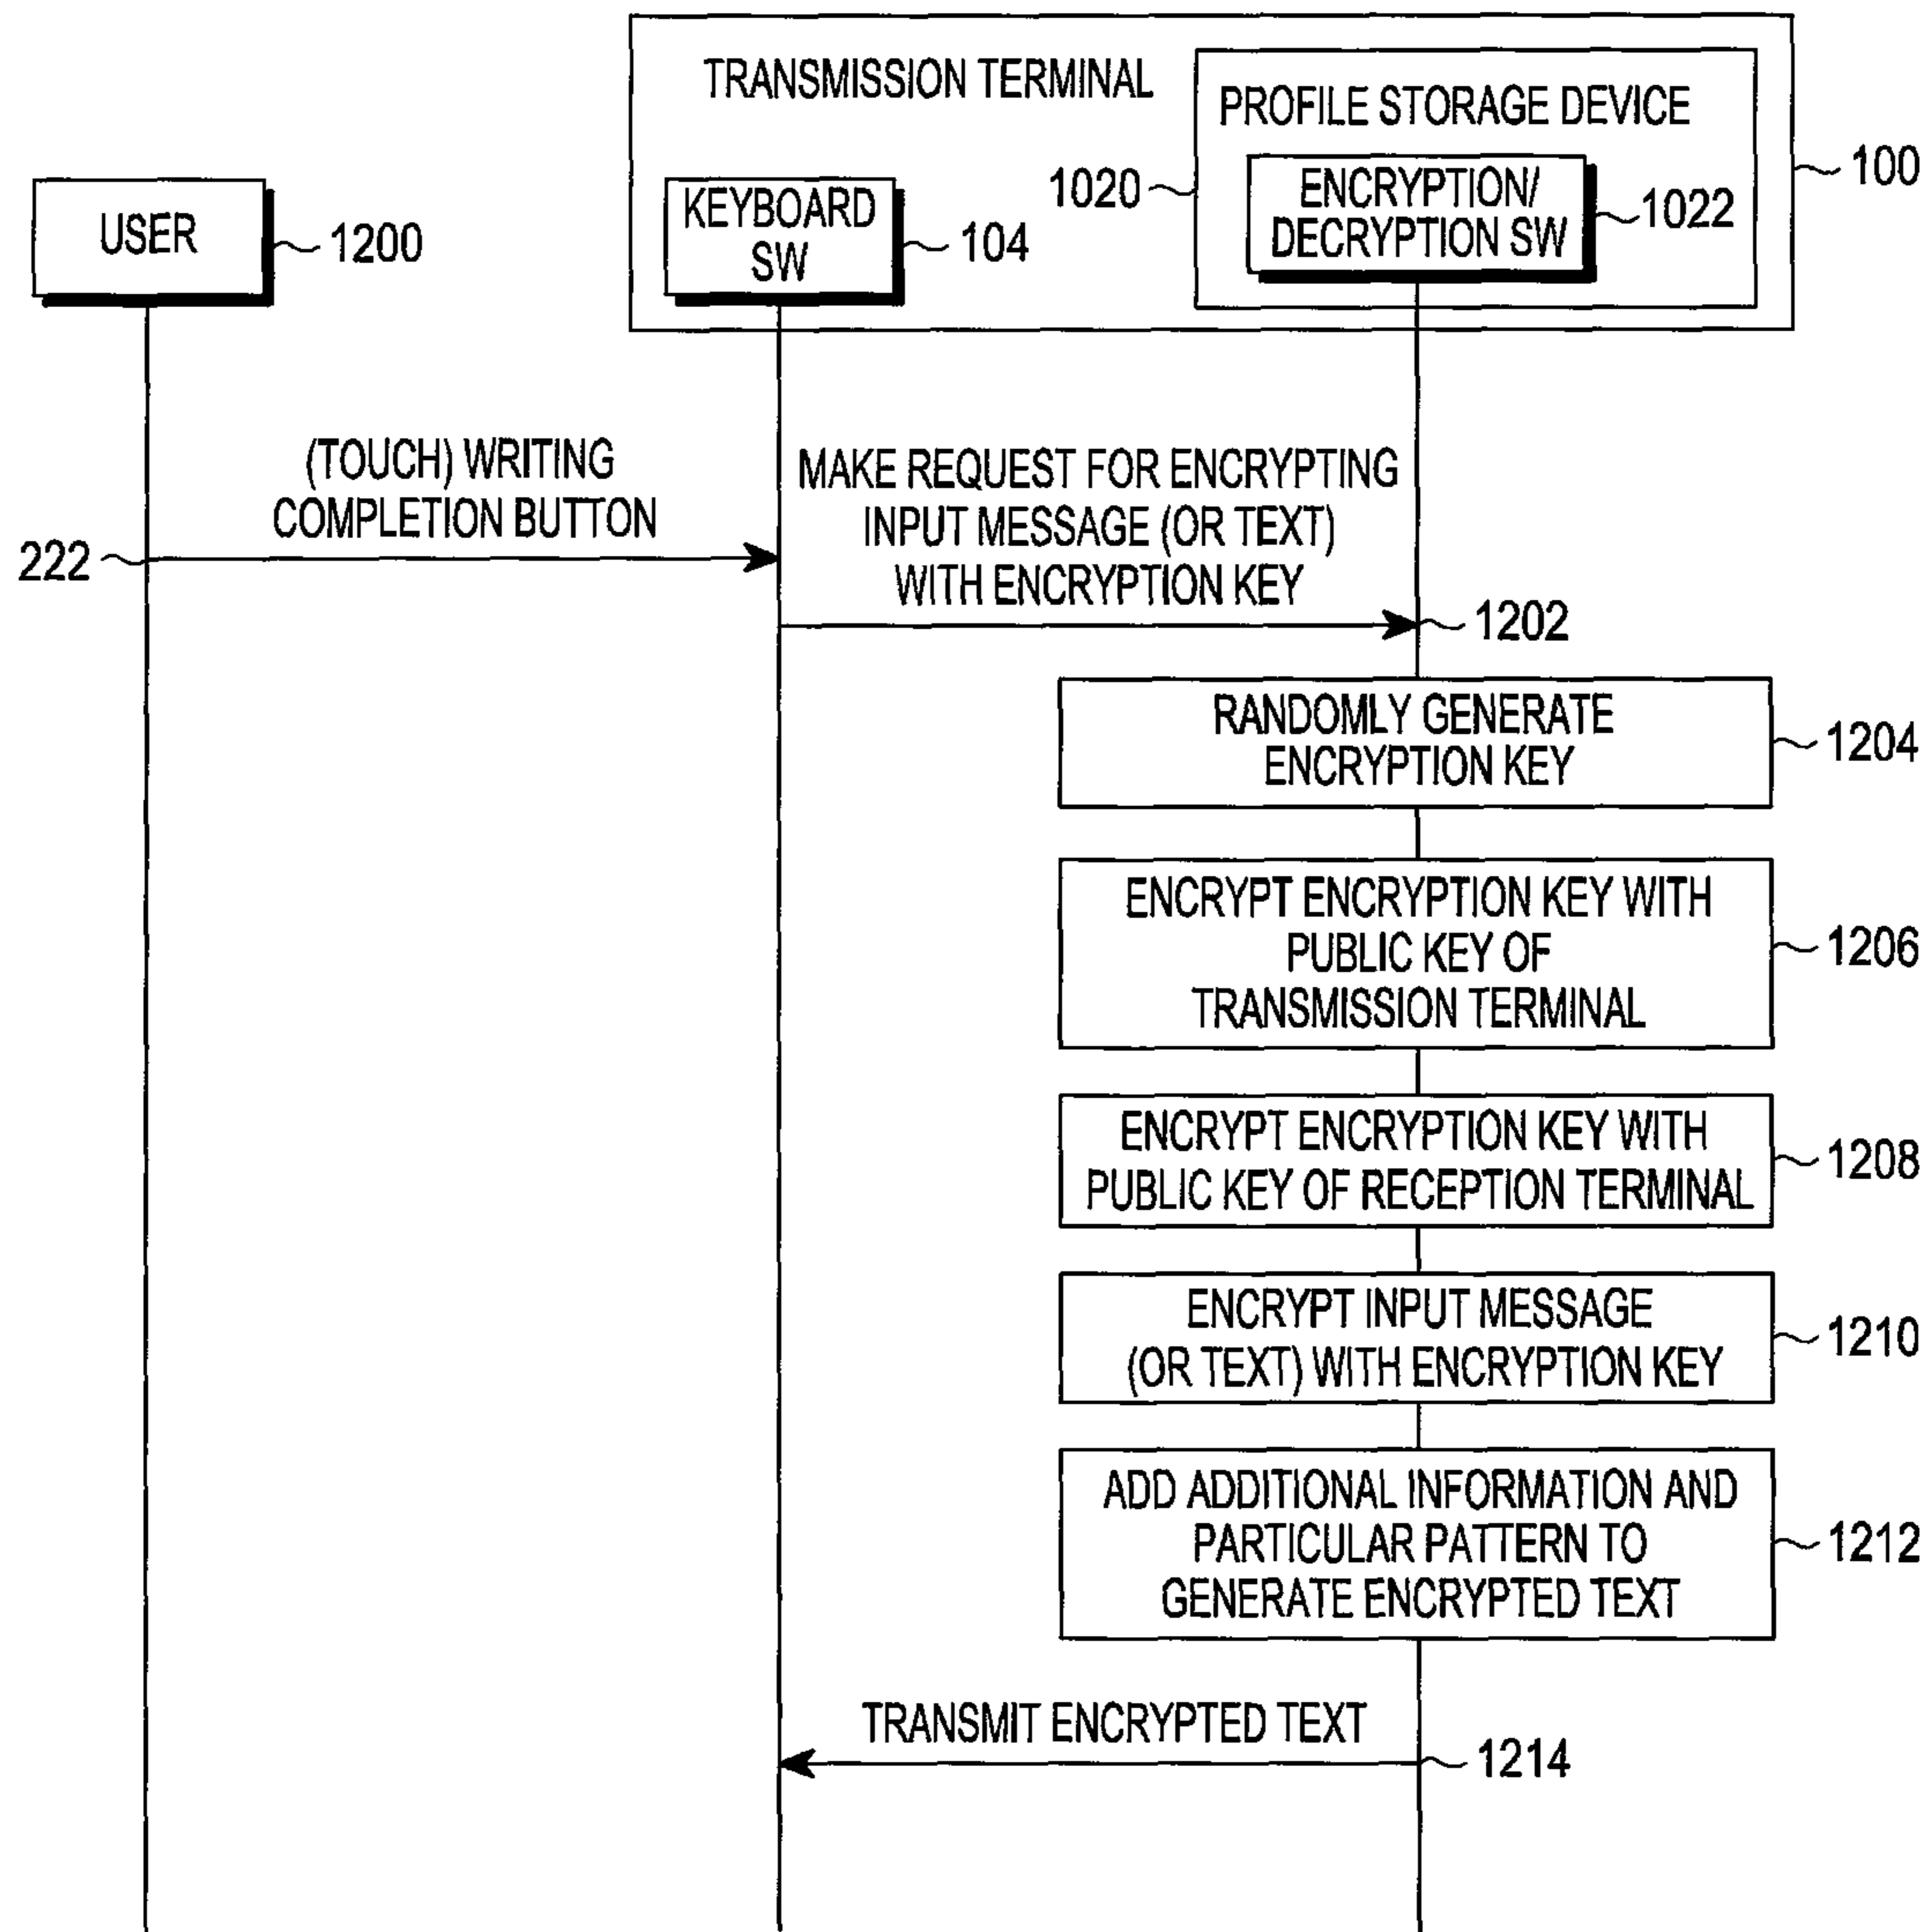 TRANSMISSION TERMINAL
PROFILE STORAGE DEVICE
100
USER
1200
KEYBOARD
SW
104
1020
ENCRYPTION/
DECRYPTION SW
1022
(TOUCH) WRITING
COMPLETION BUTTON
222
MAKE REQUEST FOR ENCRYPTING
INPUT MESSAGE (OR TEXT)
WITH ENCRYPTION KEY
1202
RANDOMLY GENERATE
ENCRYPTION KEY
1204
ENCRYPT ENCRYPTION KEY WITH
PUBLIC KEY OF
TRANSMISSION TERMINAL
1206
ENCRYPT ENCRYPTION KEY WITH
PUBLIC KEY OF RECEPTION TERMINAL
1208
ENCRYPT INPUT MESSAGE
(OR TEXT) WITH ENCRYPTION KEY
1210
ADD ADDITIONAL INFORMATION AND
PARTICULAR PATTERN TO
GENERATE ENCRYPTED TEXT
1212
TRANSMIT ENCRYPTED TEXT
1214